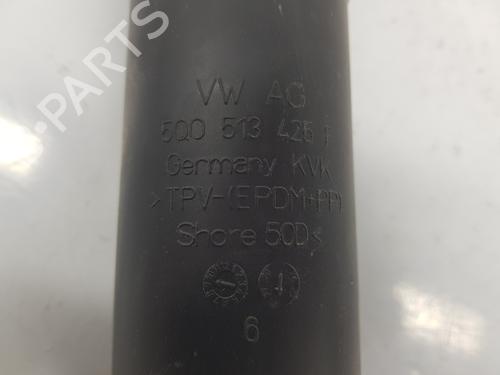 VW AG
5Q0 513 425 F
Germany KVK
>TPV-(EPDM+PP)
Shore 50D<
6
B-PARTS